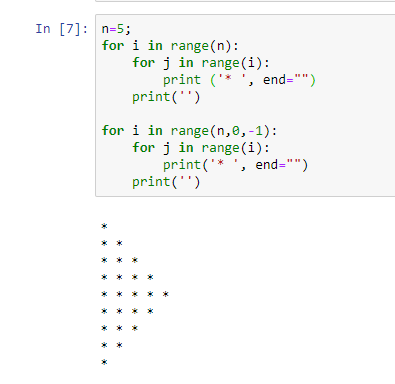 In [7]: n=5;
for i in range(n):
    for j in range(i):
        print ('* ', end="")
    print('')

for i in range(n,0,-1):
    for j in range(i):
        print('* ', end="")
    print('')

*
* *
* * *
* * * *
* * * * *
* * * *
* * *
* *
*